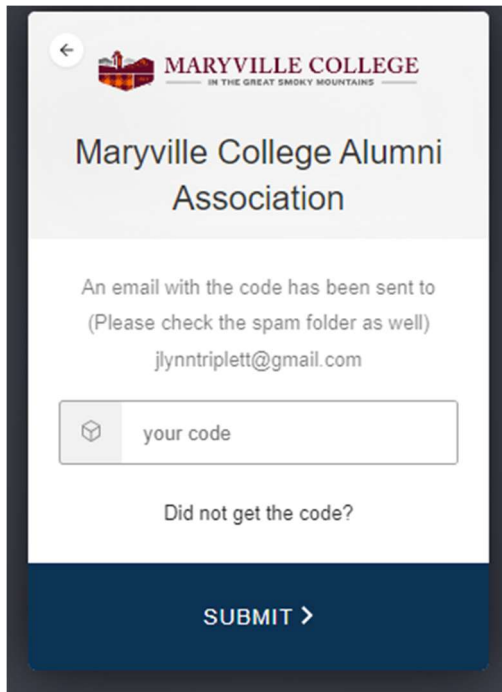 MARYVILLE COLLEGE
IN THE GREAT SMOKY MOUNTAINS
Maryville College Alumni
Association
An email with the code has been sent to
(Please check the spam folder as well)
jlynntriplett@gmail.com
your code
Did not get the code?
SUBMIT